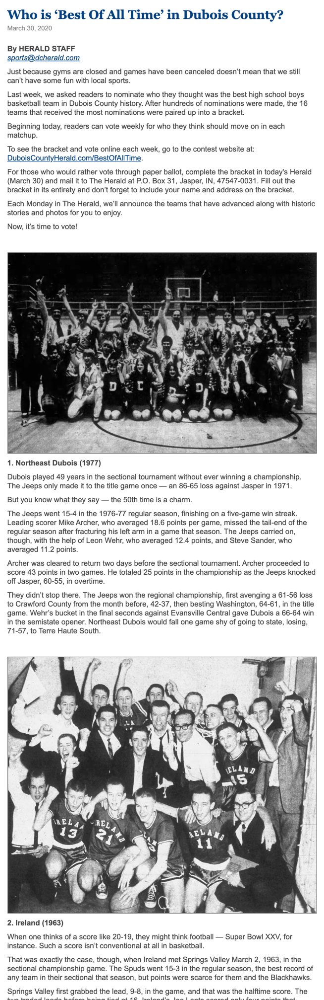 Who is ‘Best Of All Time’ in Dubois County?
March 30, 2020
By HERALD STAFF
sports@dcherald.com
Just because gyms are closed and games have been canceled doesn’t mean that we still
can’t have some fun with local sports.
Last week, we asked readers to nominate who they thought was the best high school boys
basketball team in Dubois County history. After hundreds of nominations were made, the 16
teams that received the most nominations were paired up into a bracket.
Beginning today, readers can vote weekly for who they think should move on in each
matchup.
To see the bracket and vote online each week, go to the contest website at:
DuboisCountyHerald.com/BestOfAllTime.
For those who would rather vote through paper ballot, complete the bracket in today's Herald
(March 30) and mail it to The Herald at P.O. Box 31, Jasper, IN, 47547-0031. Fill out the
bracket in its entirety and don’t forget to include your name and address on the bracket.
Each Monday in The Herald, we’ll announce the teams that have advanced along with historic
stories and photos for you to enjoy.
Now, it’s time to vote!
D D D D
1. Northeast Dubois (1977)
Dubois played 49 years in the sectional tournament without ever winning a championship.
The Jeeps only made it to the title game once — an 86-65 loss against Jasper in 1971.
But you know what they say — the 50th time is a charm.
The Jeeps went 15-4 in the 1976-77 regular season, finishing on a five-game win streak.
Leading scorer Mike Archer, who averaged 18.6 points per game, missed the tail-end of the
regular season after fracturing his left arm in a game that season. The Jeeps carried on,
though, with the help of Leon Wehr, who averaged 12.4 points, and Steve Sander, who
averaged 11.2 points.
Archer was cleared to return two days before the sectional tournament. Archer proceeded to
score 43 points in two games. He totaled 25 points in the championship as the Jeeps knocked
off Jasper, 60-55, in overtime.
They didn’t stop there. The Jeeps won the regional championship, first avenging a 61-56 loss
to Crawford County from the month before, 42-37, then besting Washington, 64-61, in the title
game. Wehr’s bucket in the final seconds against Evansville Central gave Dubois a 66-64 win
in the semistate opener. Northeast Dubois would fall one game shy of going to state, losing,
71-57, to Terre Haute South.
ELAND
15
RELA
13
RELAND
21
RELAND
11
2. Ireland (1963)
When one thinks of a score like 20-19, they might think football — Super Bowl XXV, for
instance. Such a score isn’t conventional at all in basketball.
That was exactly the case, though, when Ireland met Springs Valley March 2, 1963, in the
sectional championship game. The Spuds went 15-3 in the regular season, the best record of
any team in their sectional that season, but points were scarce for them and the Blackhawks.
Springs Valley first grabbed the lead, 9-8, in the game, and that was the halftime score. The